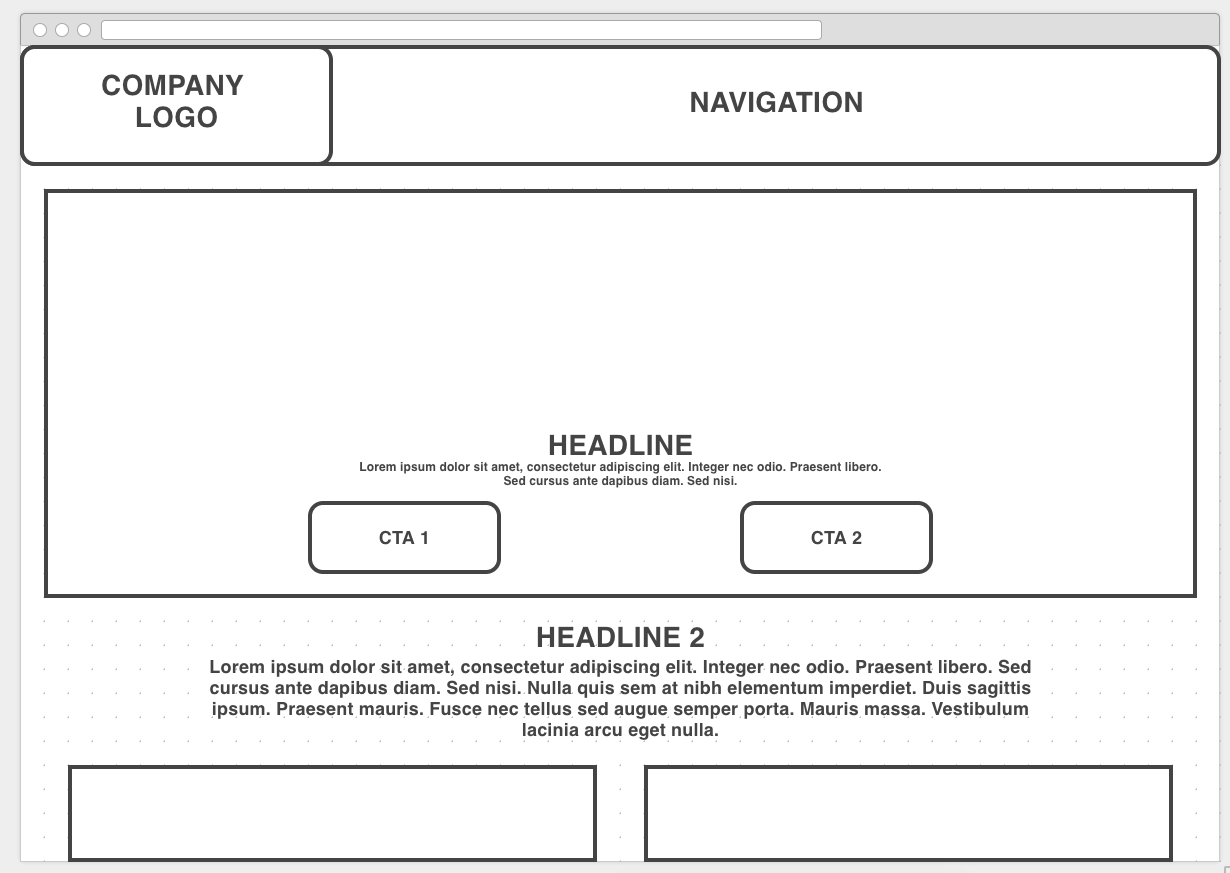 COMPANY
LOGO
NAVIGATION
HEADLINE
Lorem ipsum dolor sit amet, consectetur adipiscing elit. Integer nec odio. Praesent libero.
Sed cursus ante dapibus diam. Sed nisi.
CTA 1
CTA 2
HEADLINE 2
Lorem ipsum dolor sit amet, consectetur adipiscing elit. Integer nec odio. Praesent libero. Sed
cursus ante dapibus diam. Sed nisi. Nulla quis sem at nibh elementum imperdiet. Duis sagittis
ipsum. Praesent mauris. Fusce nec tellus sed augue semper porta. Mauris massa. Vestibulum
lacinia arcu eget nulla.